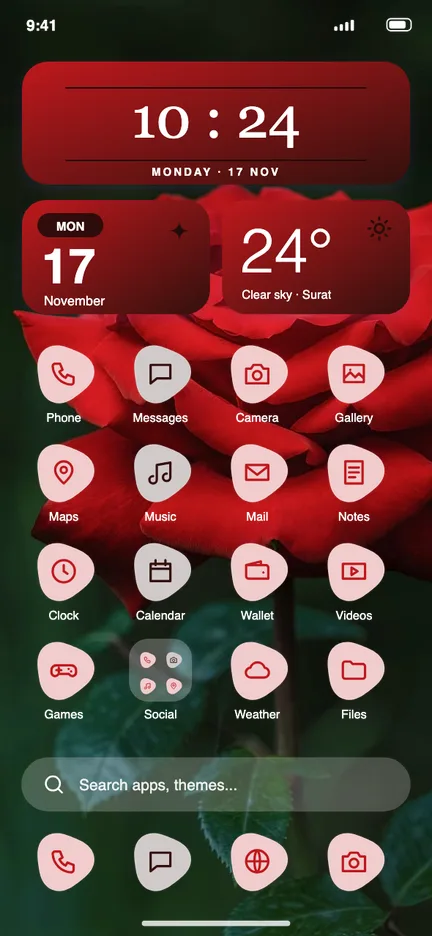 9:41
10 : 24
MONDAY · 17 NOV
MON
17
November
24°
Clear sky · Surat
Phone Messages Camera Gallery
Maps Music Mail Notes
Clock Calendar Wallet Videos
Games Social Weather Files
Search apps, themes...